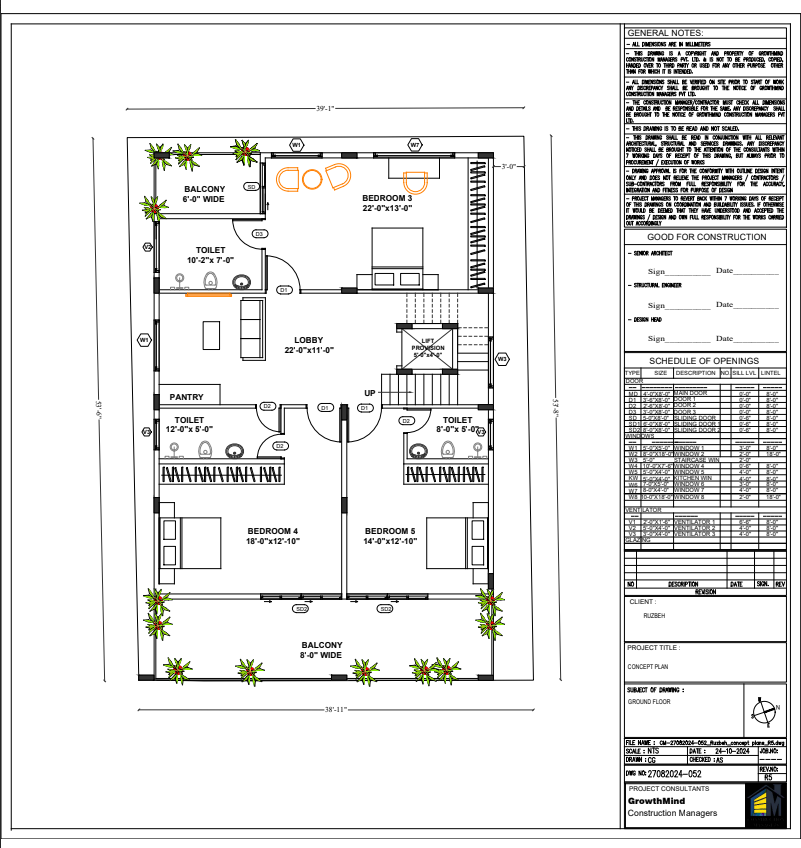 39'-1"
W1
W7
3'-0"
BALCONY
6'-0" WIDE
SD
BEDROOM 3
22'-0"x13'-0"
D3
V2
TOILET
10'-2"x 7'-0"
D1
W1
LOBBY
22'-0"x11'-0"
LIFT
PROVISION
5'-0"x4'-0"
W3
UP
PANTRY
53'-8"
D2
D1
D1
TOILET
12'-0"x 5'-0"
TOILET
8'-0"x 5'-0"
D2
D2
BEDROOM 4
18'-0"x12'-10"
BEDROOM 5
14'-0"x12'-10"
SD2
SD2
BALCONY
8'-0" WIDE
38'-11"
GENERAL NOTES:
- ALL DIMENSIONS ARE IN MILLIMETERS
- THIS DRAWING IS A COPYRIGHT AND PROPERTY OF GROWTHMIND
CONSTRUCTION MANAGERS PVT. LTD. & IS NOT TO BE PRODUCED, COPIED,
HANDED OVER TO THIRD PARTY OR USED FOR ANY OTHER PURPOSE OTHER
THAN FOR WHICH IT IS INTENDED.
- ALL DIMENSIONS SHALL BE VERIFIED ON SITE PRIOR TO START OF WORK
ANY DISCREPANCY SHALL BE BROUGHT TO THE NOTICE OF GROWTHMIND
CONSTRUCTION MANAGERS PVT LTD.
- THE CONSTRUCTION MANAGER/CONTRACTOR MUST CHECK ALL DIMENSIONS
AND DETAILS AND BE RESPONSIBLE FOR THE SAME. ANY DISCREPANCY SHALL
BE BROUGHT TO THE NOTICE OF GROWTHMIND CONSTRUCTION MANAGERS PVT
LTD.
- THIS DRAWING IS TO BE READ AND NOT SCALED.
- THIS DRAWING SHALL BE READ IN CONJUNCTION WITH ALL RELEVANT
ARCHITECTURAL, STRUCTURAL AND SERVICES DRAWINGS. ANY DISCREPANCY
NOTICED SHALL BE BROUGHT TO THE ATTENTION OF THE CONSULTANTS WITHIN
7 WORKING DAYS OF RECEIPT OF THIS DRAWING, BUT ALWAYS PRIOR TO
PROCUREMENT / EXECUTION OF WORKS
- DRAWING APPROVAL IS FOR THE CONFORMITY WITH OUTLINE DESIGN INTENT
ONLY AND DOES NOT RELIEVE THE PROJECT MANAGERS / CONTRACTORS /
SUB-CONTRACTORS FROM FULL RESPONSIBILITY FOR THE ACCURACY,
INTEGRATION AND FITNESS FOR PURPOSE OF DESIGN
- PROJECT MANAGERS TO REVERT BACK WITHIN 7 WORKING DAYS OF RECEIPT
OF THIS DRAWINGS ON COORDINATION AND BUILDABILITY ISSUES. IF OTHERWISE
IT WOULD BE DEEMED THAT THEY HAVE UNDERSTOOD AND ACCEPTED THE
DRAWINGS / DESIGN AND OWN FULL RESPONSIBILITY FOR THE WORKS CARRIED
OUT ACCORDINGLY
GOOD FOR CONSTRUCTION
- SENIOR ARCHITECT
Sign__________ Date__________
- STRUCTURAL ENGINEER
Sign__________ Date__________
- DESIGN HEAD
Sign__________ Date__________
SCHEDULE OF OPENINGS
TYPE SIZE DESCRIPTION NO. SILL LVL LINTEL
DOOR
MD 4'-0"X8'-0" MAIN DOOR 0'-0" 8'-0"
D1 3'-6"X8'-0" DOOR 1 0'-0" 8'-0"
D2 2'-6"X8'-0" DOOR 2 0'-0" 8'-0"
D3 3'-0"X8'-0" DOOR 3 0'-0" 8'-0"
SD 5'-0"X8'-0" SLIDING DOOR 0'-6" 8'-0"
SD1 6'-0"X8'-0" SLIDING DOOR 1 0'-6" 8'-0"
SD2 8'-0"X8'-0" SLIDING DOOR 2 0'-6" 8'-0"
WINDOWS
W1 5'-0"X5'-0" WINDOW 1 3'-0" 8'-0"
W2 8'-0"X18'-0" WINDOW 2 2'-0" 18'-0"
W3 5'-0" STAIRCASE WIN 2'-0"
W4 10'-0"X7'-6" WINDOW 4 0'-6" 8'-0"
W5 5'-0"X4'-0" WINDOW 5 4'-0" 8'-0"
KW 5'-0"X4'-0" KITCHEN WIN 4'-0" 8'-0"
W6 7'-0"X5'-0" WINDOW 6 3'-0" 8'-0"
W7 8'-0"X4'-0" WINDOW 7 4'-0" 8'-0"
W8 10'-0"X16'-0" WINDOW 8 2'-0" 18'-0"
VENTILATOR
V1 2'-0"X1'-6" VENTILATOR 1 6'-6" 8'-0"
V2 5'-0"X4'-0" VENTILATOR 2 4'-0" 8'-0"
V3 3'-0"X4'-0" VENTILATOR 3 4'-0" 8'-0"
GLAZING
NO DESCRIPTION DATE SIGN. REV
REVISION
CLIENT :
RUZBEH
PROJECT TITLE :
CONCEPT PLAN
SUBJECT OF DRAWING :
GROUND FLOOR
N
E
S
FILE NAME : CM-27082024-052_Ruzbeh_concept plans_R5.dwg
SCALE : NTS DATE : 24-10-2024 JOB.NO:
DRAWN : CG CHECKED : AS
DWG NO: 27082024-052 REV.NO:
R5
PROJECT CONSULTANTS
GrowthMind
Construction Managers